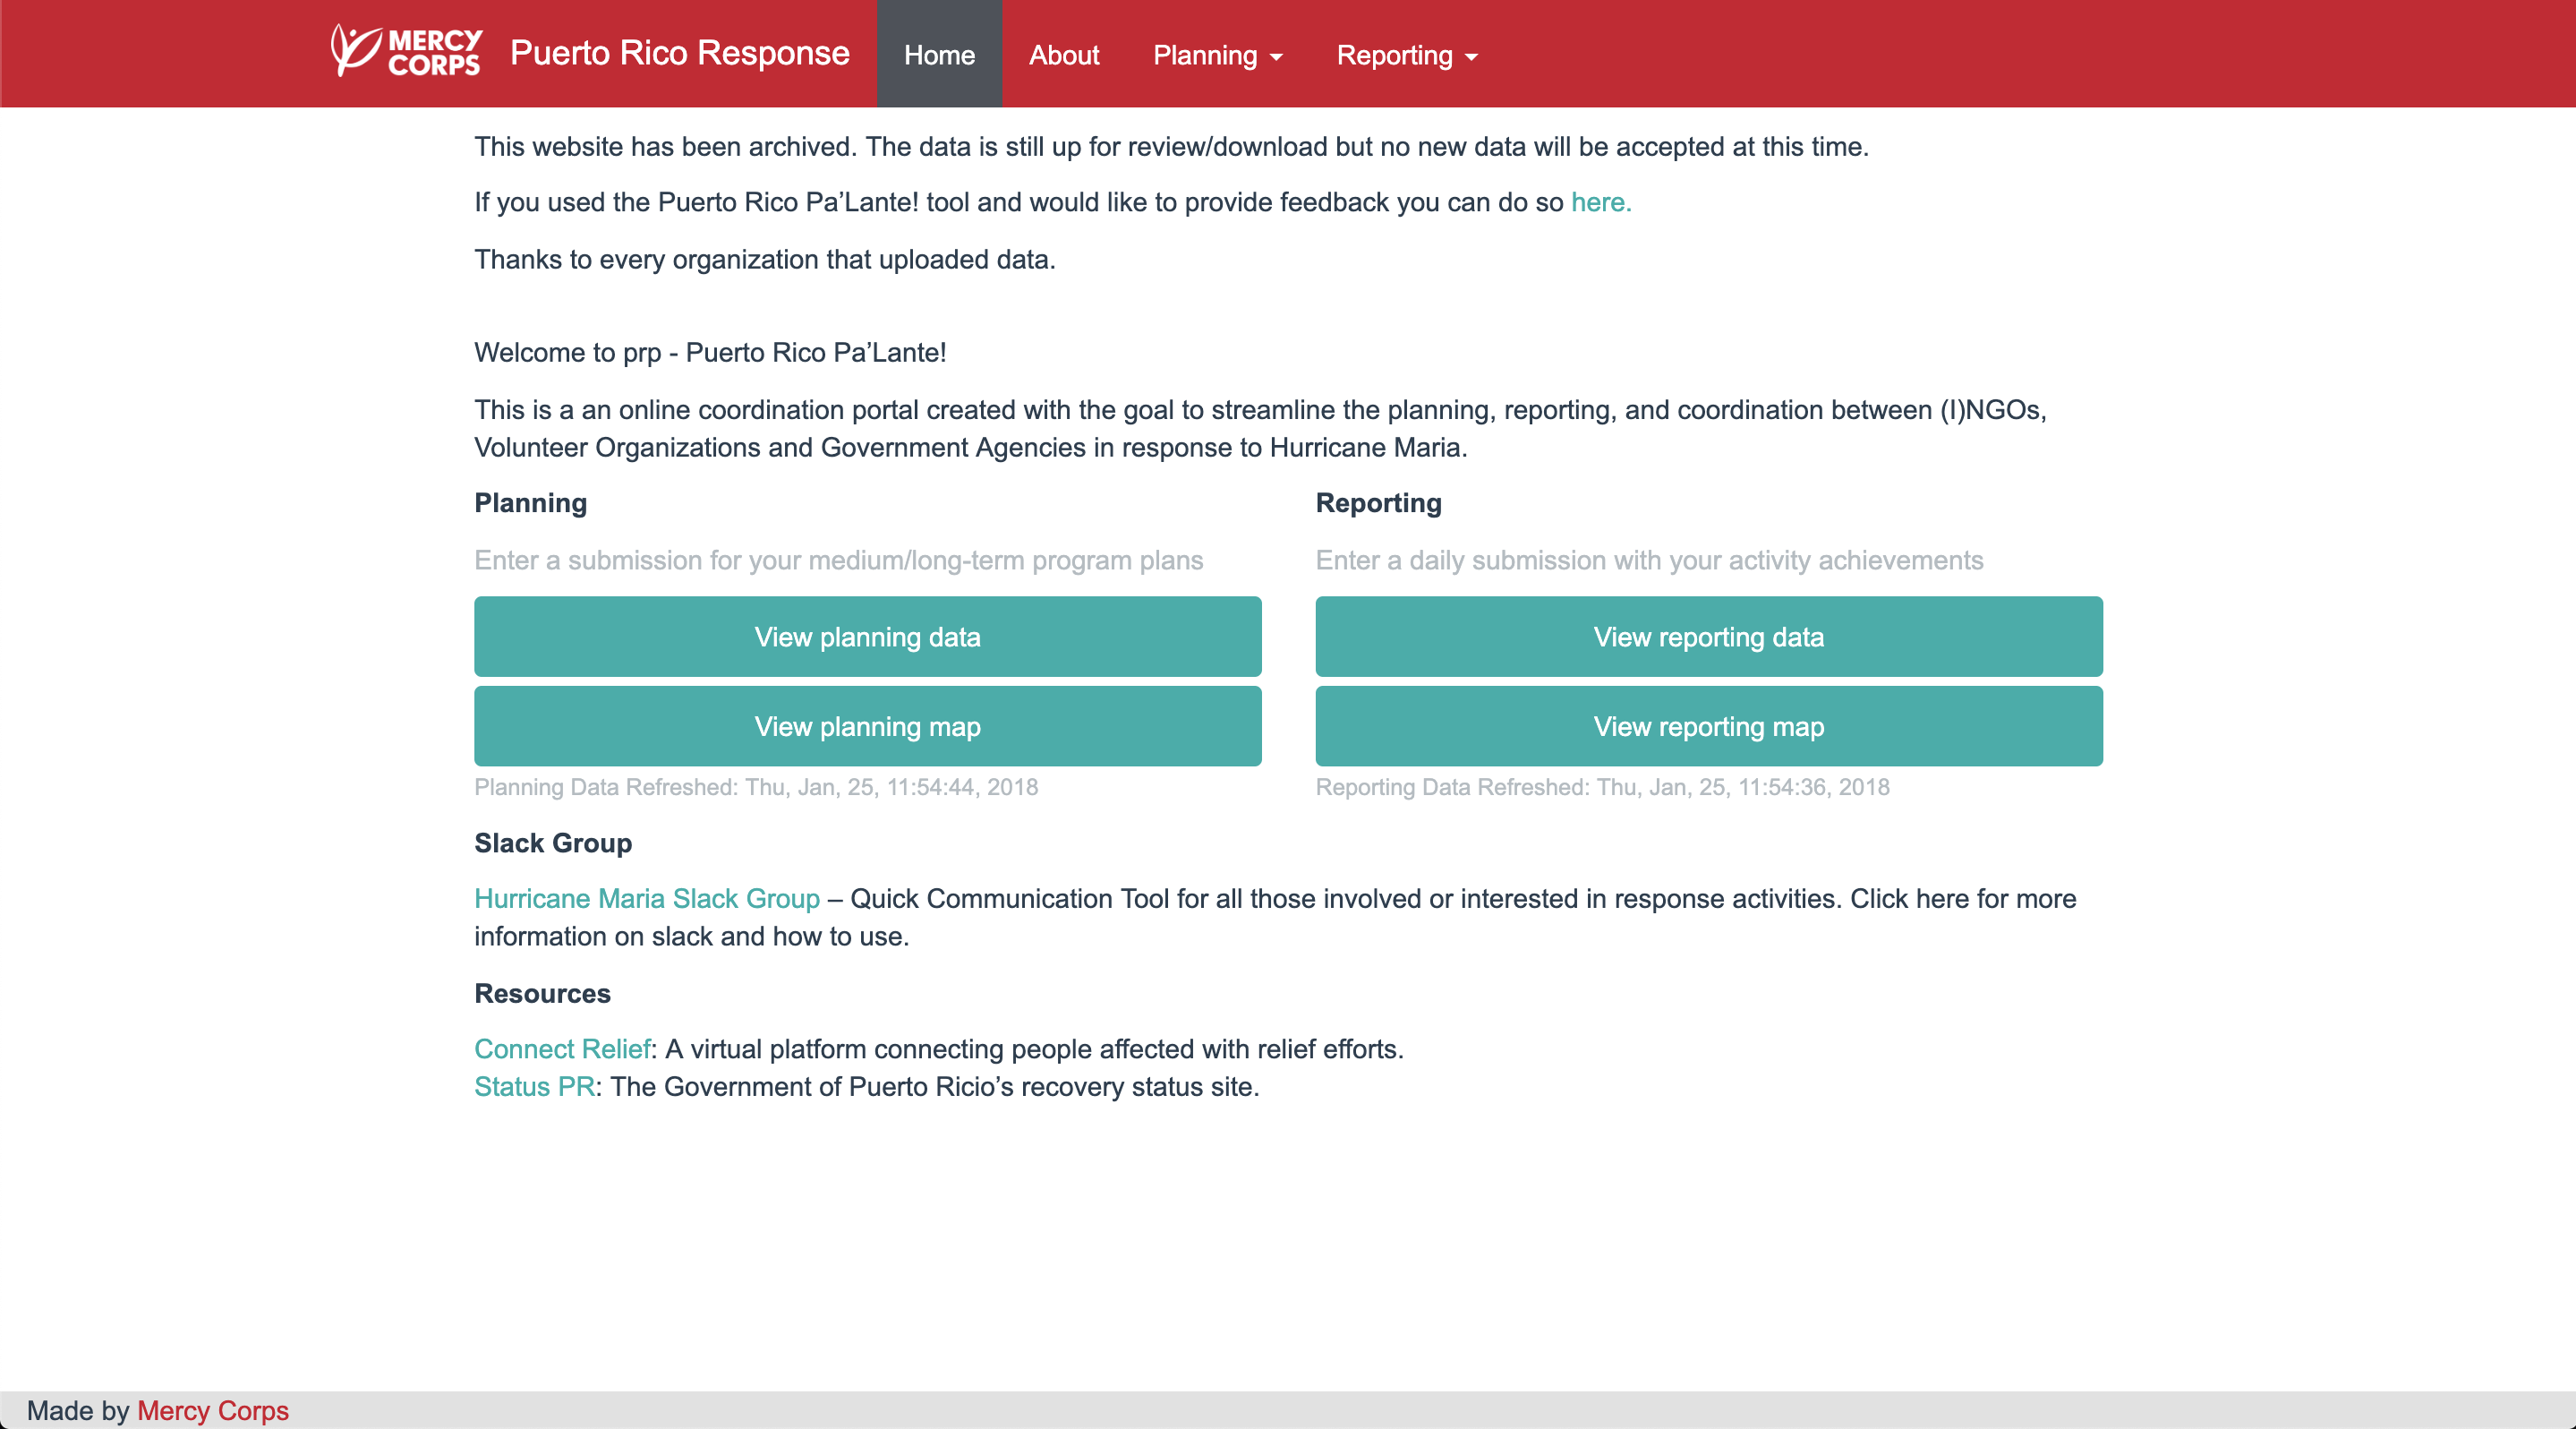 MERCY CORPS
Puerto Rico Response
Home
About
Planning
Reporting
This website has been archived. The data is still up for review/download but no new data will be accepted at this time.
If you used the Puerto Rico Pa’Lante! tool and would like to provide feedback you can do so here.
Thanks to every organization that uploaded data.
Welcome to prp - Puerto Rico Pa’Lante!
This is a an online coordination portal created with the goal to streamline the planning, reporting, and coordination between (I)NGOs,
Volunteer Organizations and Government Agencies in response to Hurricane Maria.
Planning
Enter a submission for your medium/long-term program plans
View planning data
View planning map
Planning Data Refreshed: Thu, Jan, 25, 11:54:44, 2018
Reporting
Enter a daily submission with your activity achievements
View reporting data
View reporting map
Reporting Data Refreshed: Thu, Jan, 25, 11:54:36, 2018
Slack Group
Hurricane Maria Slack Group – Quick Communication Tool for all those involved or interested in response activities. Click here for more
information on slack and how to use.
Resources
Connect Relief: A virtual platform connecting people affected with relief efforts.
Status PR: The Government of Puerto Ricio’s recovery status site.
Made by Mercy Corps